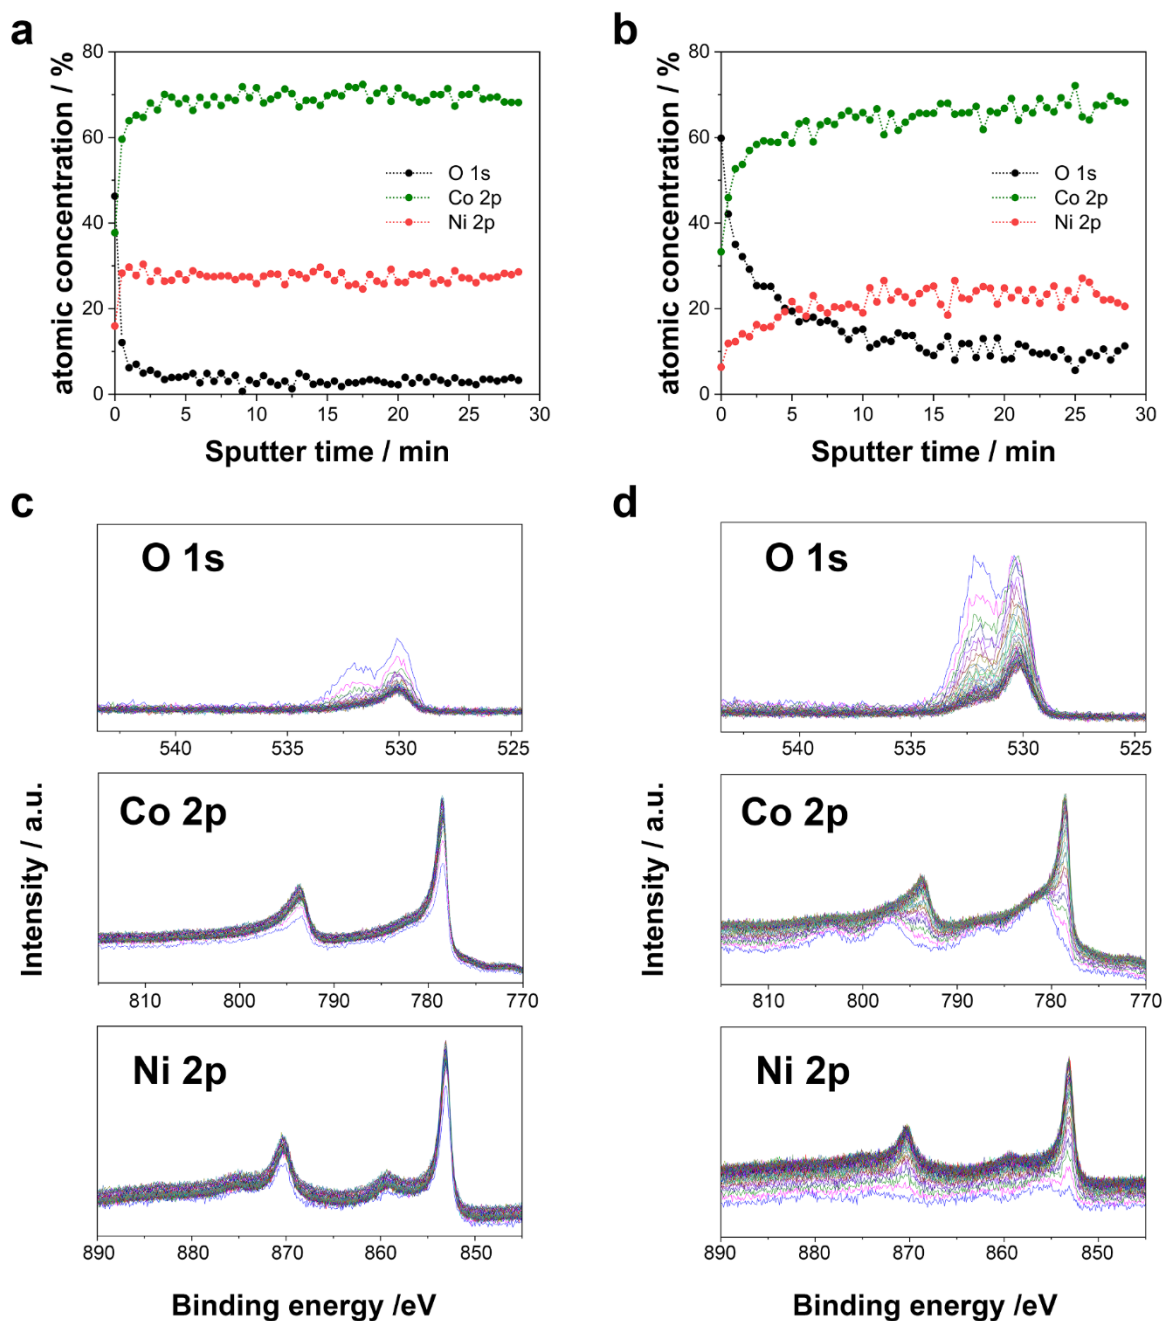 a
atomic concentration / %
80
60
40
20
0
O 1s
Co 2p
Ni 2p
0 5 10 15 20 25 30
Sputter time / min
b
atomic concentration / %
80
60
40
20
0
O 1s
Co 2p
Ni 2p
0 5 10 15 20 25 30
Sputter time / min
c
Intensity / a.u.
O 1s
540 535 530 525
Co 2p
810 800 790 780 770
Ni 2p
890 880 870 860 850
Binding energy /eV
d
Intensity / a.u.
O 1s
540 535 530 525
Co 2p
810 800 790 780 770
Ni 2p
890 880 870 860 850
Binding energy /eV